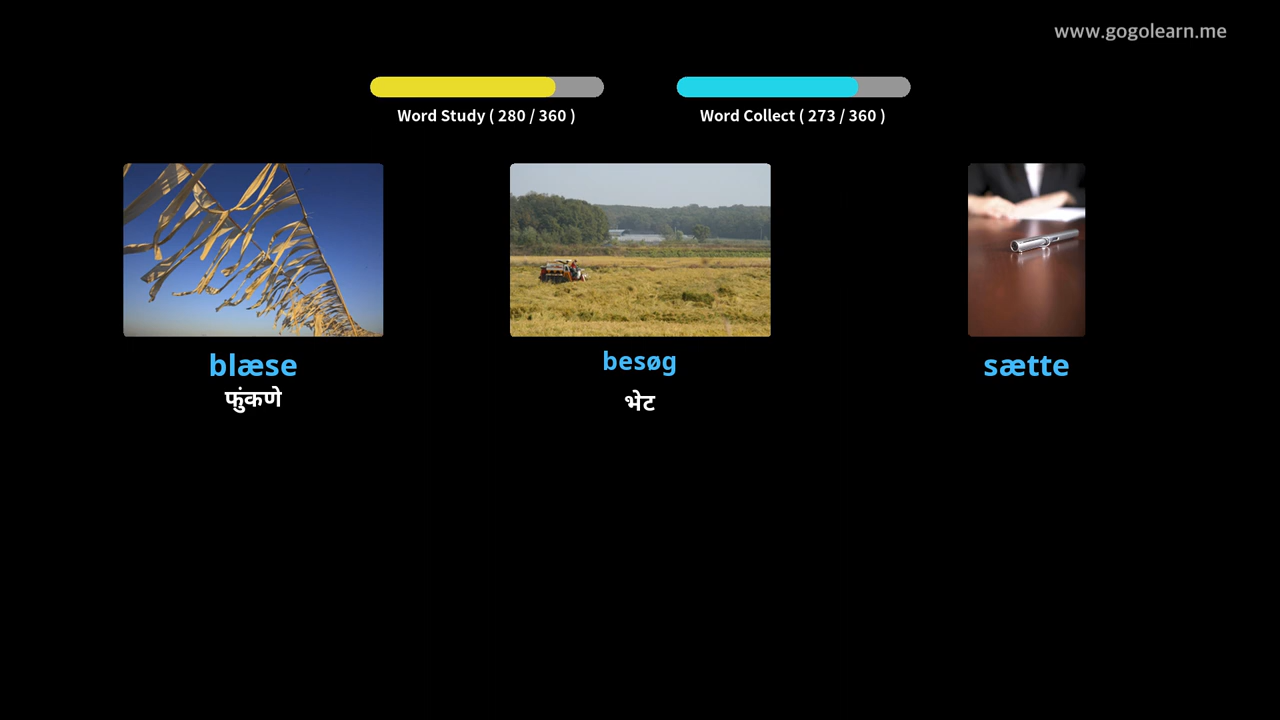 www.gogolearn.me
Word Study ( 280 / 360 )
Word Collect ( 273 / 360 )
blæse
फुंकणे
besøg
भेट
sætte